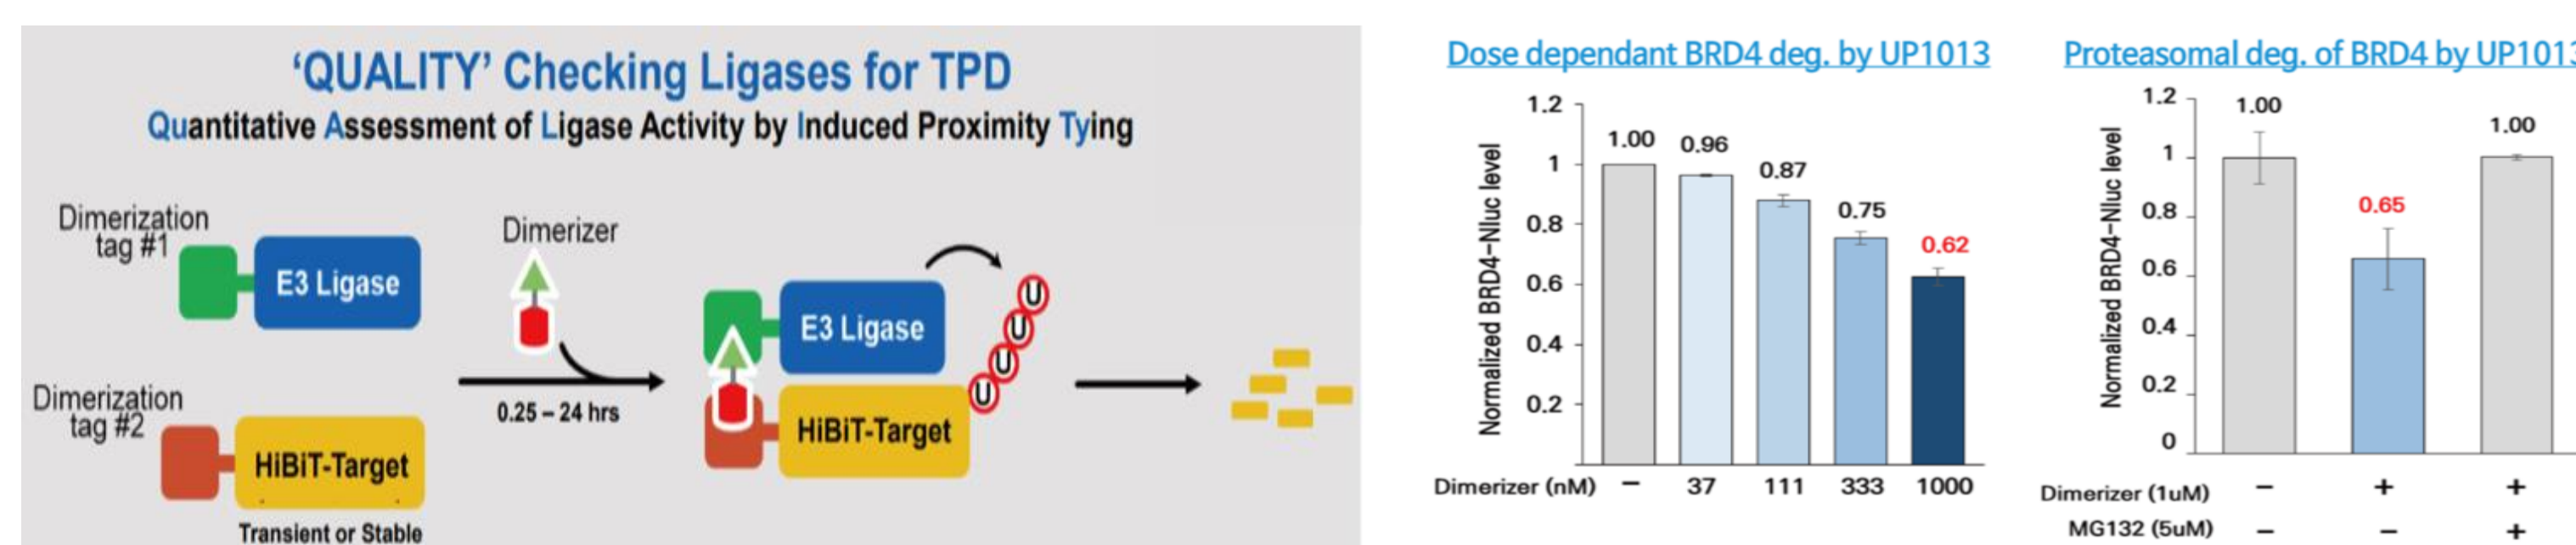 ‘QUALITY’ Checking Ligases for TPD
Quantitative Assessment of Ligase Activity by Induced Proximity Tying
Dimerization
tag #1
E3 Ligase
Dimerization
tag #2
HiBiT-Target
Transient or Stable
Dimerizer
0.25 – 24 hrs
E3 Ligase
HiBiT-Target
U
U
U
U
Dose dependant BRD4 deg. by UP1013
Normalized BRD4-Nluc level
1.2
1
0.8
0.6
0.4
0.2
1.00
0.96
0.87
0.75
0.62
Dimerizer (nM) − 37 111 333 1000
Proteasomal deg. of BRD4 by UP1013
Normalized BRD4-Nluc level
1.2
1
0.8
0.6
0.4
0.2
0
1.00
0.65
1.00
Dimerizer (1uM) − + +
MG132 (5uM) − − +